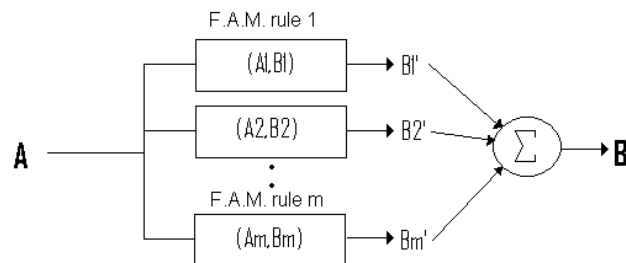 F.A.M. rule 1
(A1,B1) B1'
(A2,B2) B2'
A Σ B
F.A.M. rule m
(Am,Bm) Bm'